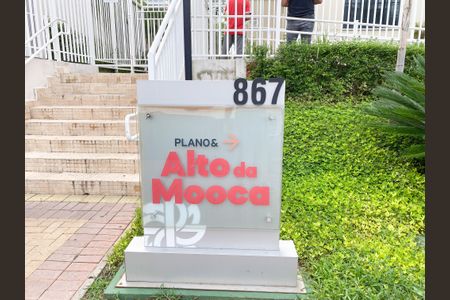 867
PLANO& →
Alto da
Mooca